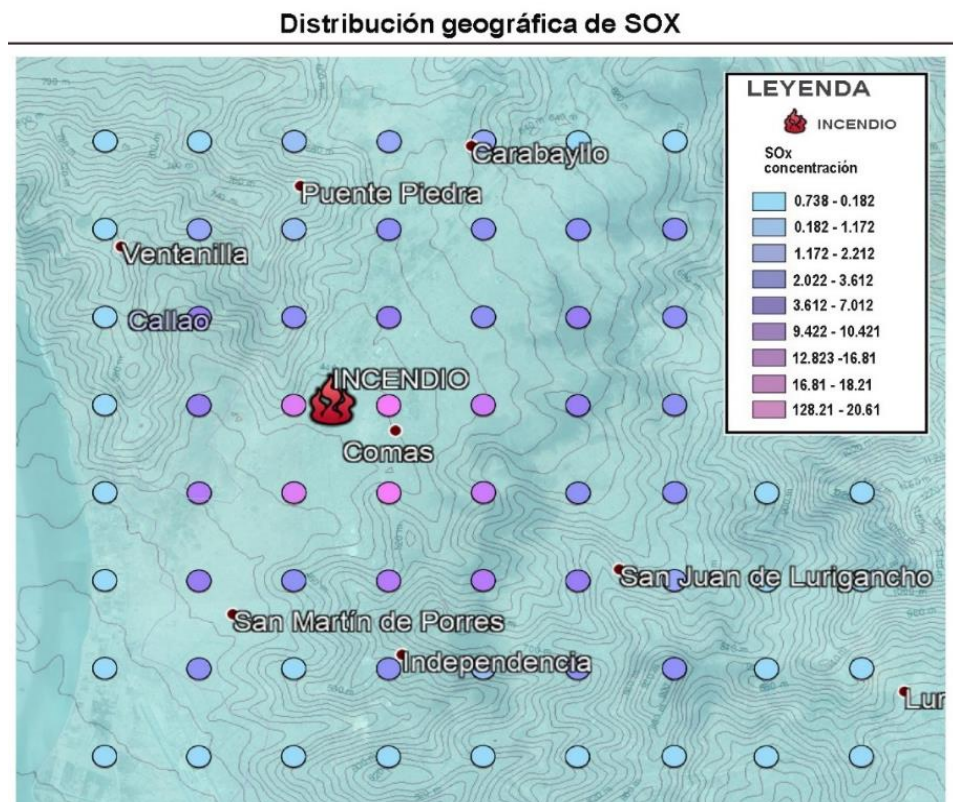 Distribución geográfica de SOX
LEYENDA
INCENDIO
SOx
concentración
0.738 - 0.182
0.182 - 1.172
1.172 - 2.212
2.022 - 3.612
3.612 - 7.012
9.422 - 10.421
12.823 -16.81
16.81 - 18.21
128.21 - 20.61
Carabayllo
Puente Piedra
Ventanilla
Callao
INCENDIO
Comas
San Juan de Lurigancho
San Martín de Porres
Independencia
Lur